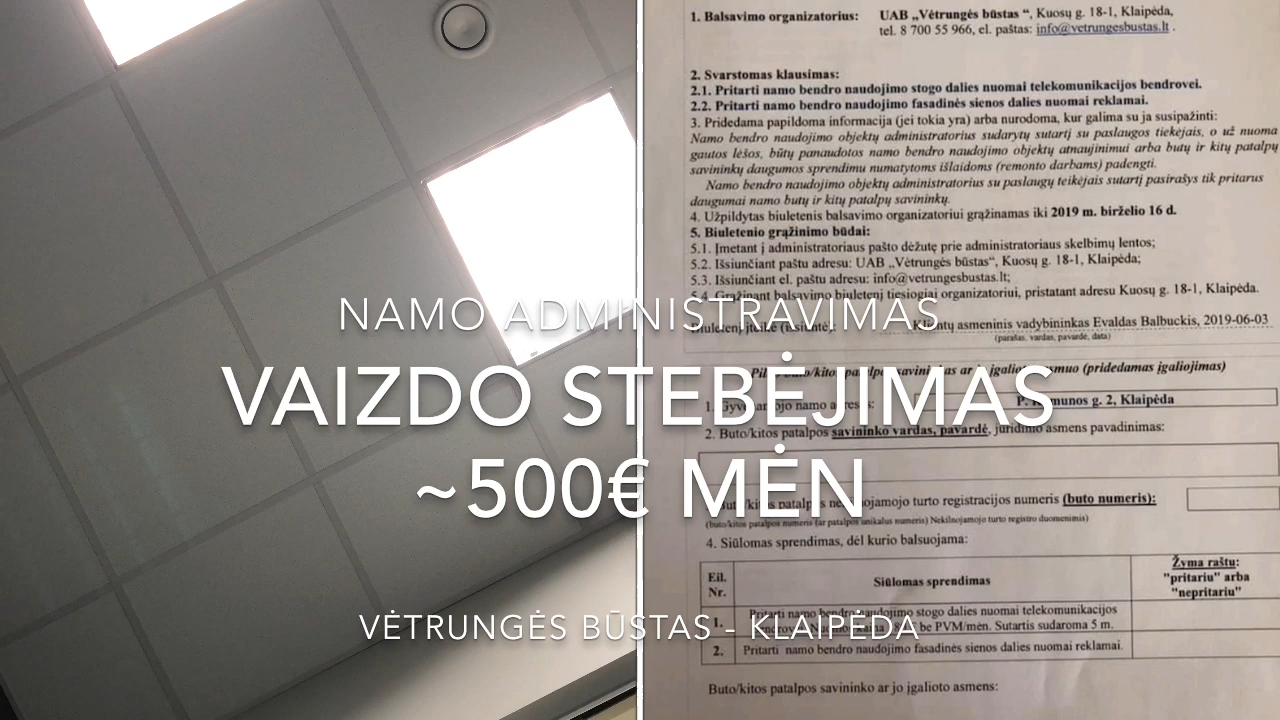 1. Balsavimo organizatorius: UAB „Vėtrungės būstas “, Kuosų g. 18-1, Klaipėda,
tel. 8 700 55 966, el. paštas: info@vetrungesbustas.lt .
2. Svarstomas klausimas:
2.1. Pritarti namo bendro naudojimo stogo dalies nuomai telekomunikacijos bendrovei.
2.2. Pritarti namo bendro naudojimo fasadinės sienos dalies nuomai reklamai.
3. Pridedama papildoma informacija (jei tokia yra) arba nurodoma, kur galima su ja susipažinti:
Namo bendro naudojimo objektų administratorius sudarytų sutartį su paslaugos tiekėjais, o už nuoma
gautos lėšos, būtų panaudotos namo bendro naudojimo objektų atnaujinimui arba butų ir kitų patalpų
savininkų daugumos sprendimu numatytoms išlaidoms (remonto darbams) padengti.
Namo bendro naudojimo objektų administratorius su paslaugų teikėjais sutartį pasirašys tik pritarus
daugumai namo butų ir kitų patalpų savininkų.
4. Užpildytas biuletenis balsavimo organizatoriui grąžinamas iki 2019 m. birželio 16 d.
5. Biuletenio grąžinimo būdai:
5.1. Įmetant į administratoriaus pašto dėžutę prie administratoriaus skelbimų lentos;
5.2. Išsiunčiant paštu adresu: UAB „Vėtrungės būstas“, Kuosų g. 18-1, Klaipėda;
5.3. Išsiunčiant el. paštu adresu: info@vetrungesbustas.lt;
5.4. Grąžinant balsavimo biuletenį tiesiogiai organizatoriui, pristatant adresu Kuosų g. 18-1, Klaipėda.
NAMO ADMINISTRAVIMAS
Klientų asmeninis vadybininkas Evaldas Balbuckis, 2019-06-03
(parašas, vardas, pavardė, data)
VAIZDO STEBĖJIMAS
(pridedamas įgaliojimas)
g. 2, Klaipėda
2. Buto/kitos patalpos savininko vardas, pavardė, juridinio asmens pavadinimas:
~500€ MĖN
registracijos numeris (buto numeris):
(buto/kitos patalpos numeris (ar patalpos unikalus numeris) Nekilnojamojo turto registro duomenimis)
4. Siūlomas sprendimas, dėl kurio balsuojama:
Eil. Nr. Siūlomas sprendimas Žyma raštu: "pritariu" arba "nepritariu"
1. Pritarti namo bendro naudojimo stogo dalies nuomai telekomunikacijos
be PVM/mėn. Sutartis sudaroma 5 m.
VĖTRUNGĖS BŪSTAS - KLAIPĖDA
2. Pritarti namo bendro naudojimo fasadinės sienos dalies nuomai reklamai.
Buto/kitos patalpos savininko ar jo įgalioto asmens: